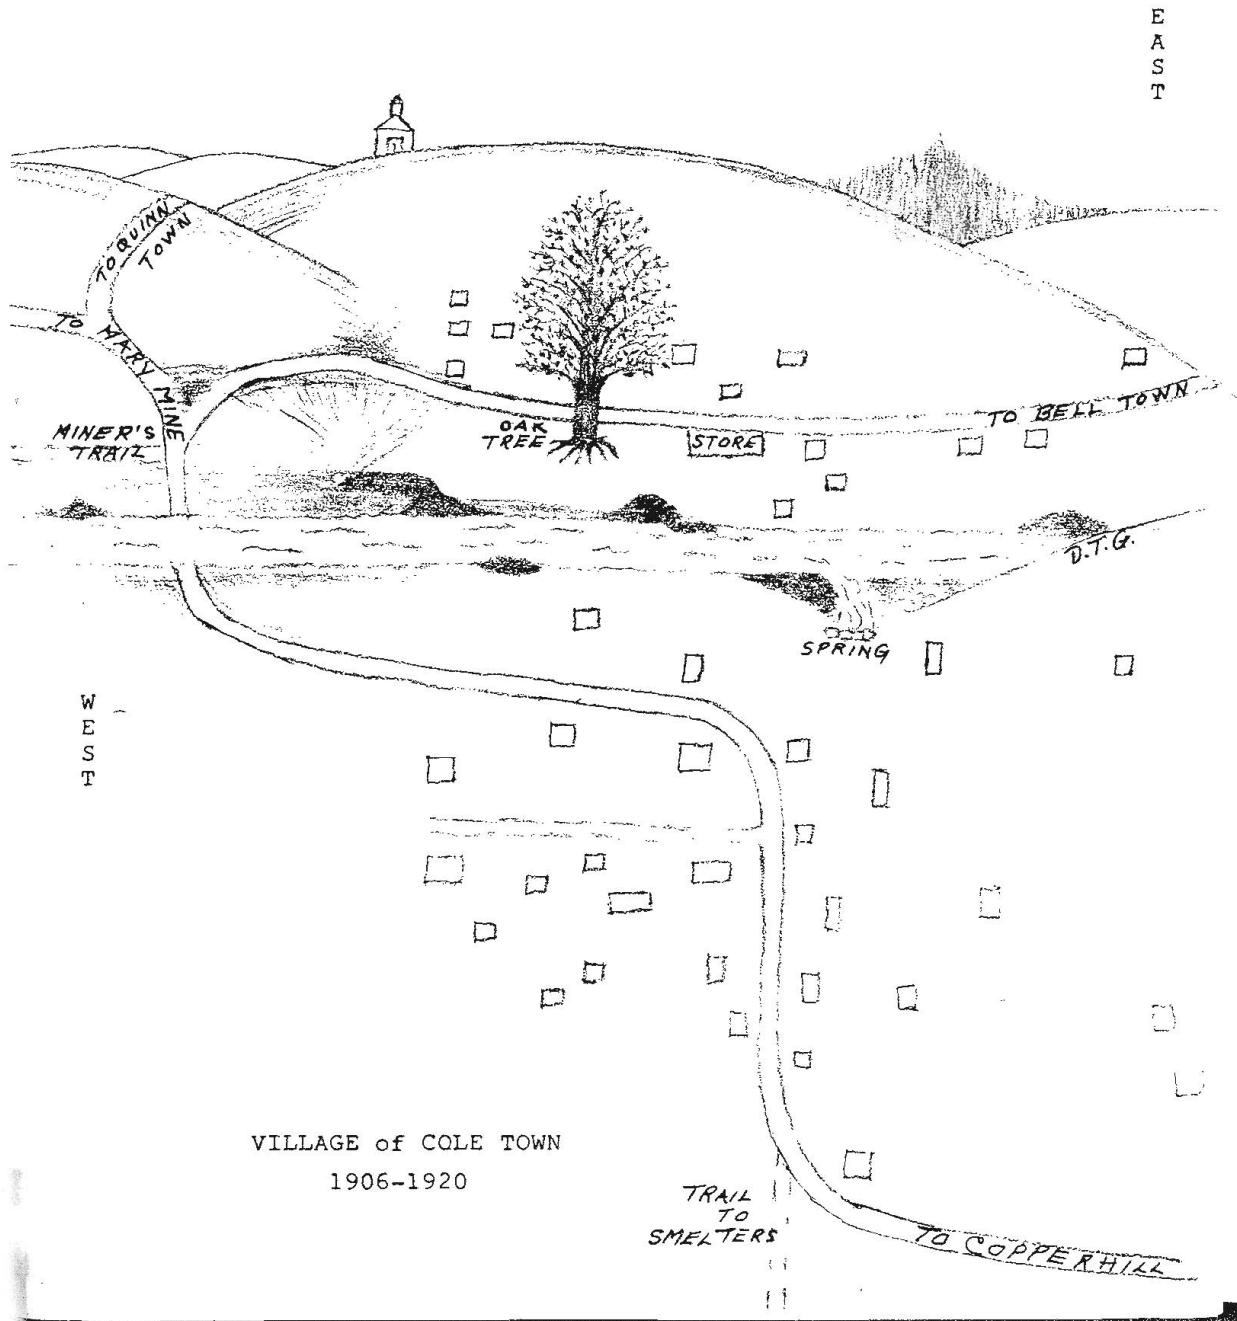 EAST
TO QUINN
TOWN
TO MARY MINE
MINER'S
TRAIL
OAK
TREE
STORE
TO BELL TOWN
D.T.G.
SPRING
WEST
VILLAGE of COLE TOWN
1906-1920
TRAIL
TO
SMELTERS
TO COPPERHILL